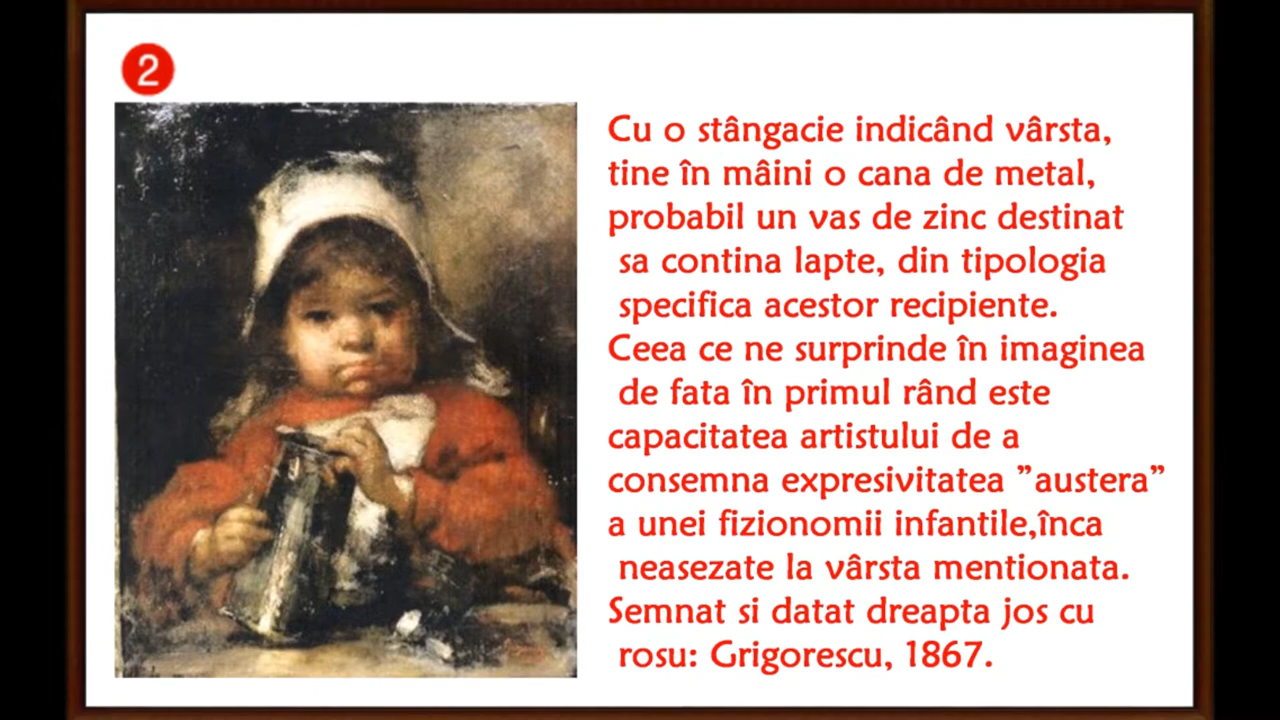 2
Cu o stângacie indicând vârsta,
tine în mâini o cana de metal,
probabil un vas de zinc destinat
sa contina lapte, din tipologia
specifica acestor recipiente.
Ceea ce ne surprinde în imaginea
de fata în primul rând este
capacitatea artistului de a
consemna expresivitatea ”austera”
a unei fizionomii infantile,înca
neasezate la vârsta mentionata.
Semnat si datat dreapta jos cu
rosu: Grigorescu, 1867.